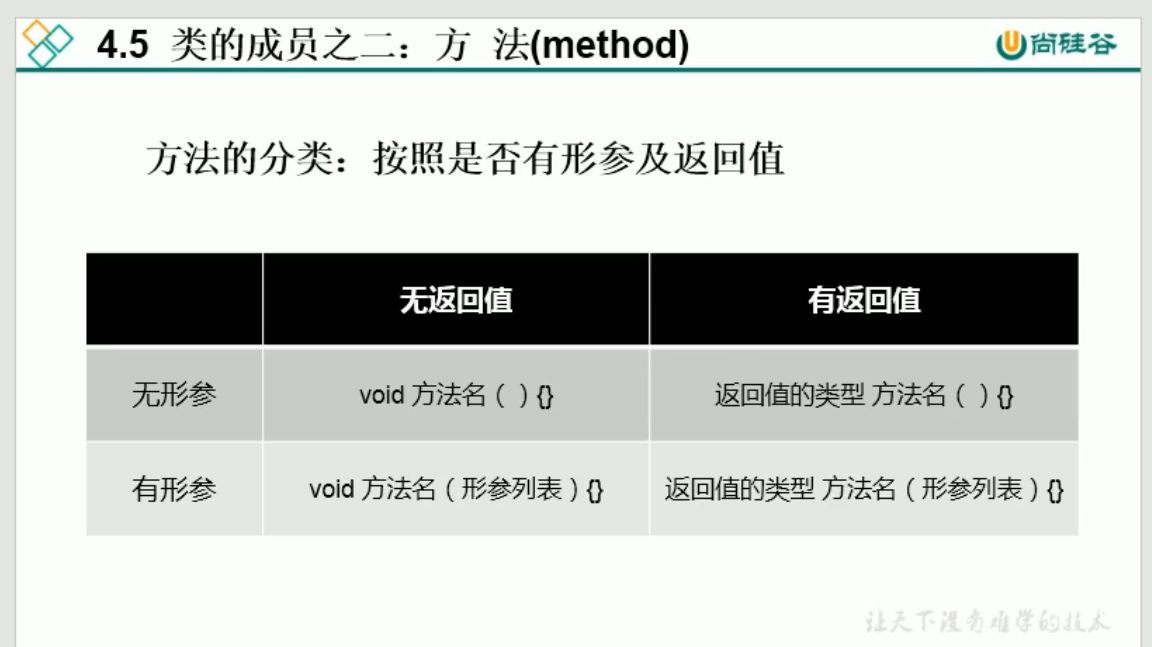 4.5 类的成员之二：方 法(method)
尚硅谷
方法的分类：按照是否有形参及返回值
无返回值 有返回值
无形参 void 方法名（ ）{} 返回值的类型 方法名（ ）{}
有形参 void 方法名（形参列表）{} 返回值的类型 方法名（形参列表）{}
让天下没有难学的技术